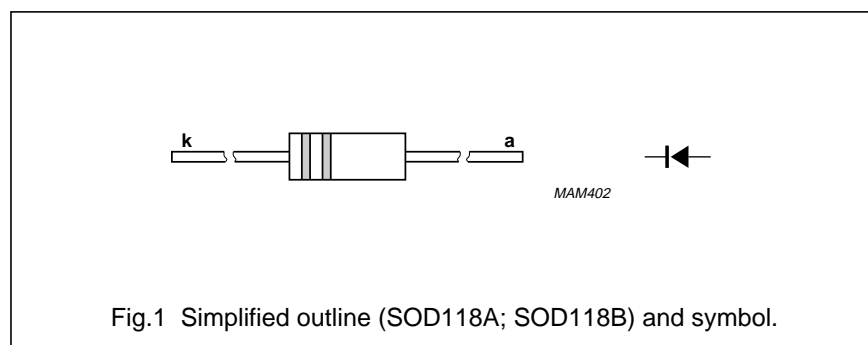 k
a
MAM402
Fig.1 Simplified outline (SOD118A; SOD118B) and symbol.